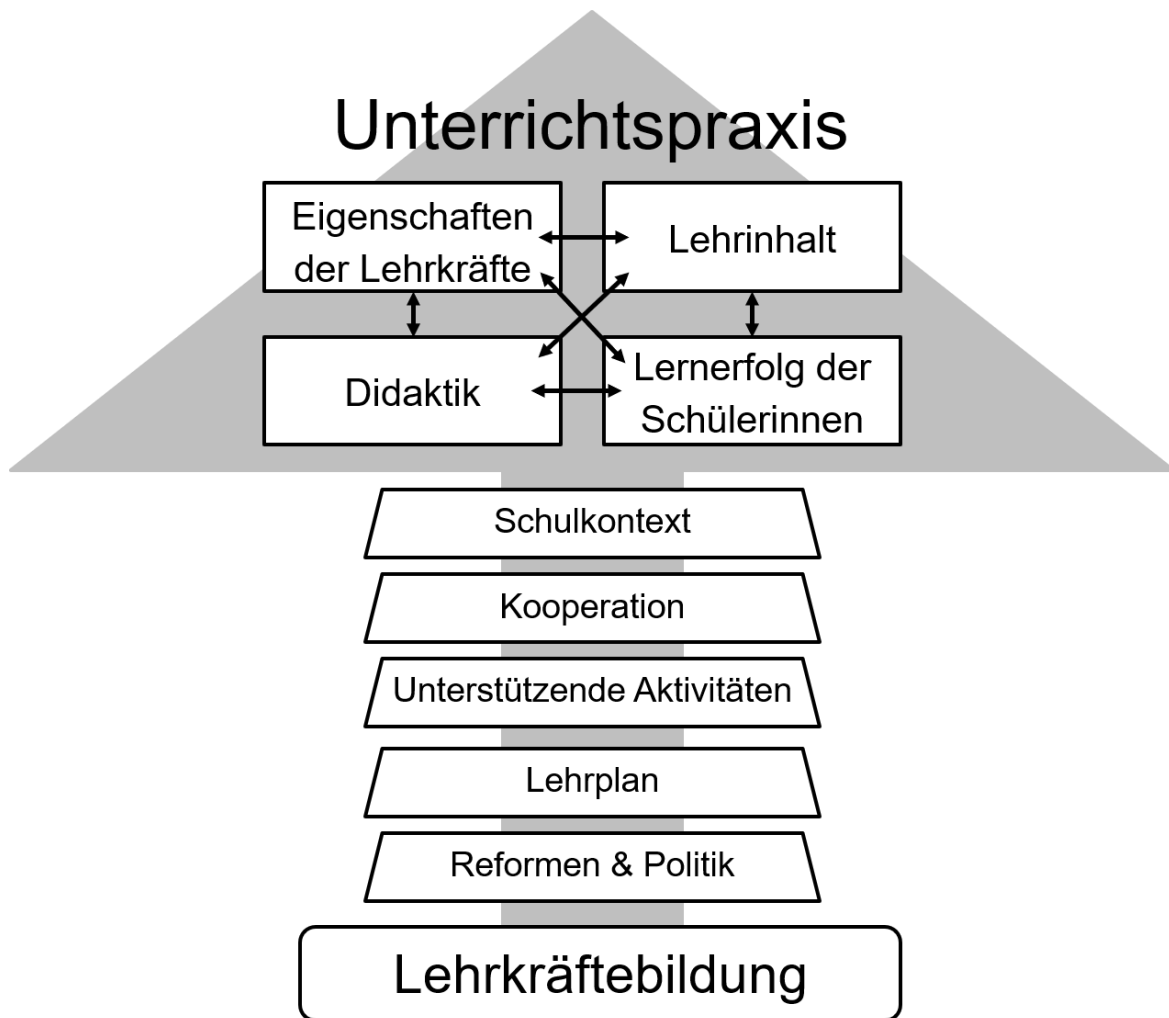 Unterrichtspraxis
Eigenschaften
der Lehrkräfte
Lehrinhalt
Didaktik
Lernerfolg der
Schülerinnen
Schulkontext
Kooperation
Unterstützende Aktivitäten
Lehrplan
Reformen & Politik
Lehrkräftebildung